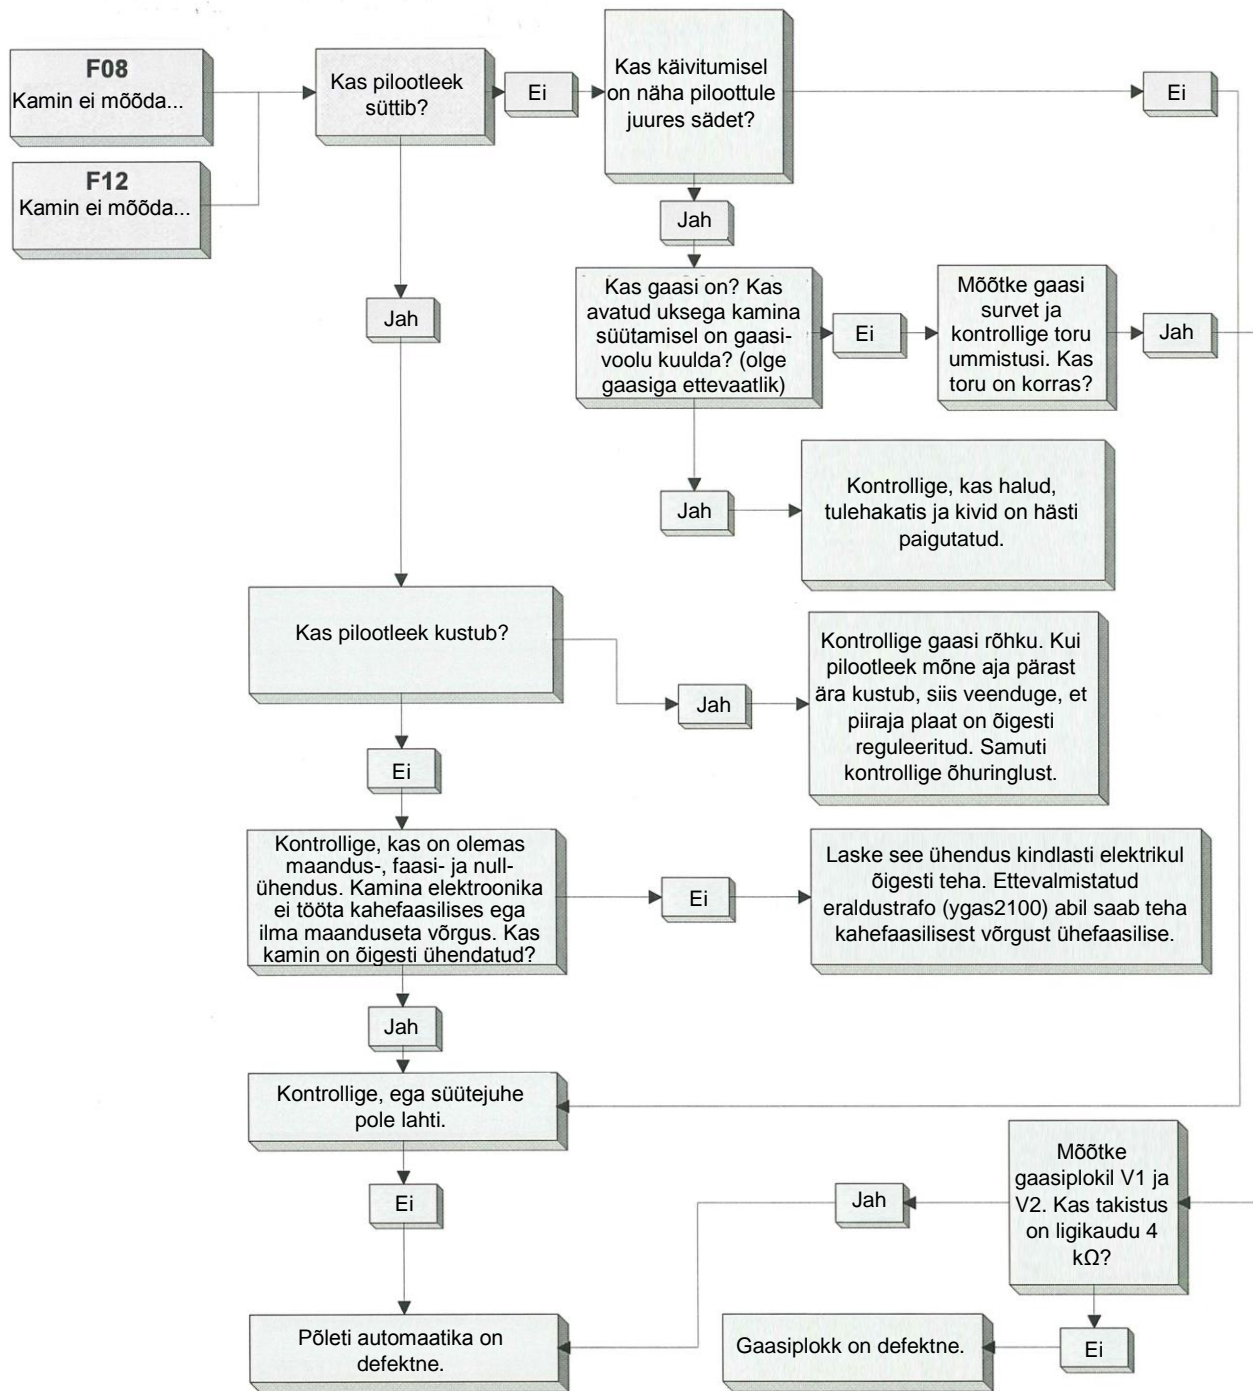 F08
Kamin ei mõõda...
F12
Kamin ei mõõda...
Kas pilootleek
süttib?
Ei
Kas käivitumisel
on näha piloottule
juures sädet?
Ei
Jah
Jah
Kas gaasi on? Kas
avatud uksega kamina
süütamisel on gaasi-
voolu kuulda? (olge
gaasiga ettevaatlik)
Ei
Mõõtke gaasi
survet ja
kontrollige toru
ummistusi. Kas
toru on korras?
Jah
Jah
Kontrollige, kas halud,
tulehakatis ja kivid on hästi
paigutatud.
Kas pilootleek kustub?
Jah
Kontrollige gaasi rõhku. Kui
pilootleek mõne aja pärast
ära kustub, siis veenduge, et
piiraja plaat on õigesti
reguleeritud. Samuti
kontrollige õhuringlust.
Ei
Kontrollige, kas on olemas
maandus-, faasi- ja null-
ühendus. Kamina elektroonika
ei tööta kahefaasilises ega
ilma maanduseta võrgus. Kas
kamin on õigesti ühendatud?
Ei
Laske see ühendus kindlasti elektrikul
õigesti teha. Ettevalmistatud
eraldustrafo (ygas2100) abil saab teha
kahefaasilisest võrgust ühefaasilise.
Jah
Kontrollige, ega süütejuhe
pole lahti.
Ei
Mõõtke
gaasiplokil V1 ja
V2. Kas takistus
on ligikaudu 4
kΩ?
Jah
Ei
Põleti automaatika on
defektne.
Gaasiplokk on defektne.